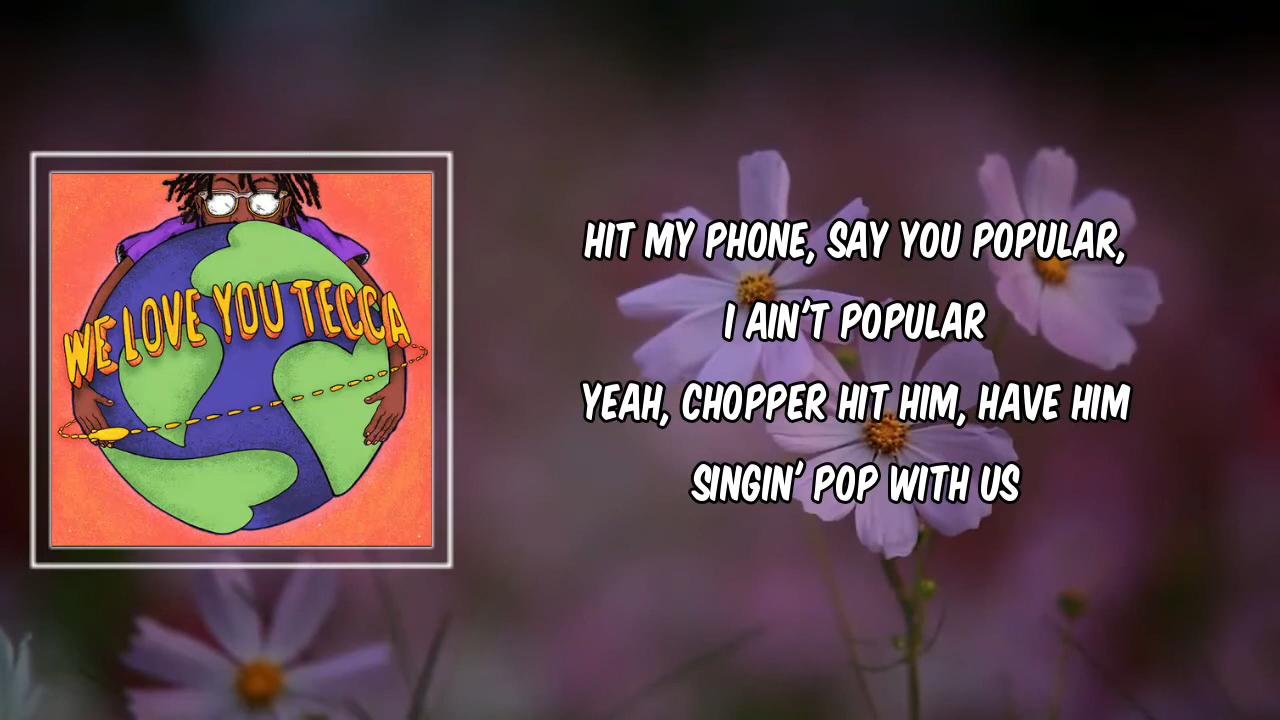 WE LOVE YOU TECCA
HIT MY PHONE, SAY YOU POPULAR,
I AIN'T POPULAR
YEAH, CHOPPER HIT HIM, HAVE HIM
SINGIN' POP WITH US